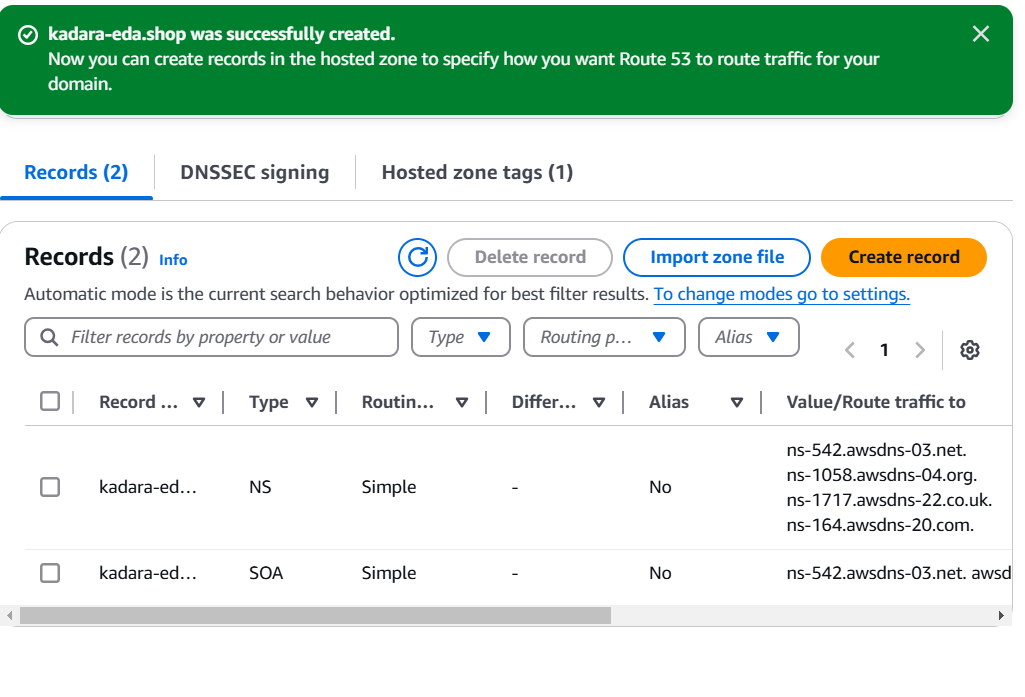 kadara-eda.shop was successfully created.
Now you can create records in the hosted zone to specify how you want Route 53 to route traffic for your
domain.
Records (2)
DNSSEC signing
Hosted zone tags (1)
Records (2) Info
Delete record
Import zone file
Create record
Automatic mode is the current search behavior optimized for best filter results. To change modes go to settings.
Filter records by property or value
Type
Routing p...
Alias
1
Record ...
Type
Routin...
Differ...
Alias
Value/Route traffic to
kadara-ed...
NS
Simple
-
No
ns-542.awsdns-03.net.
ns-1058.awsdns-04.org.
ns-1717.awsdns-22.co.uk.
ns-164.awsdns-20.com.
kadara-ed...
SOA
Simple
-
No
ns-542.awsdns-03.net. awsd